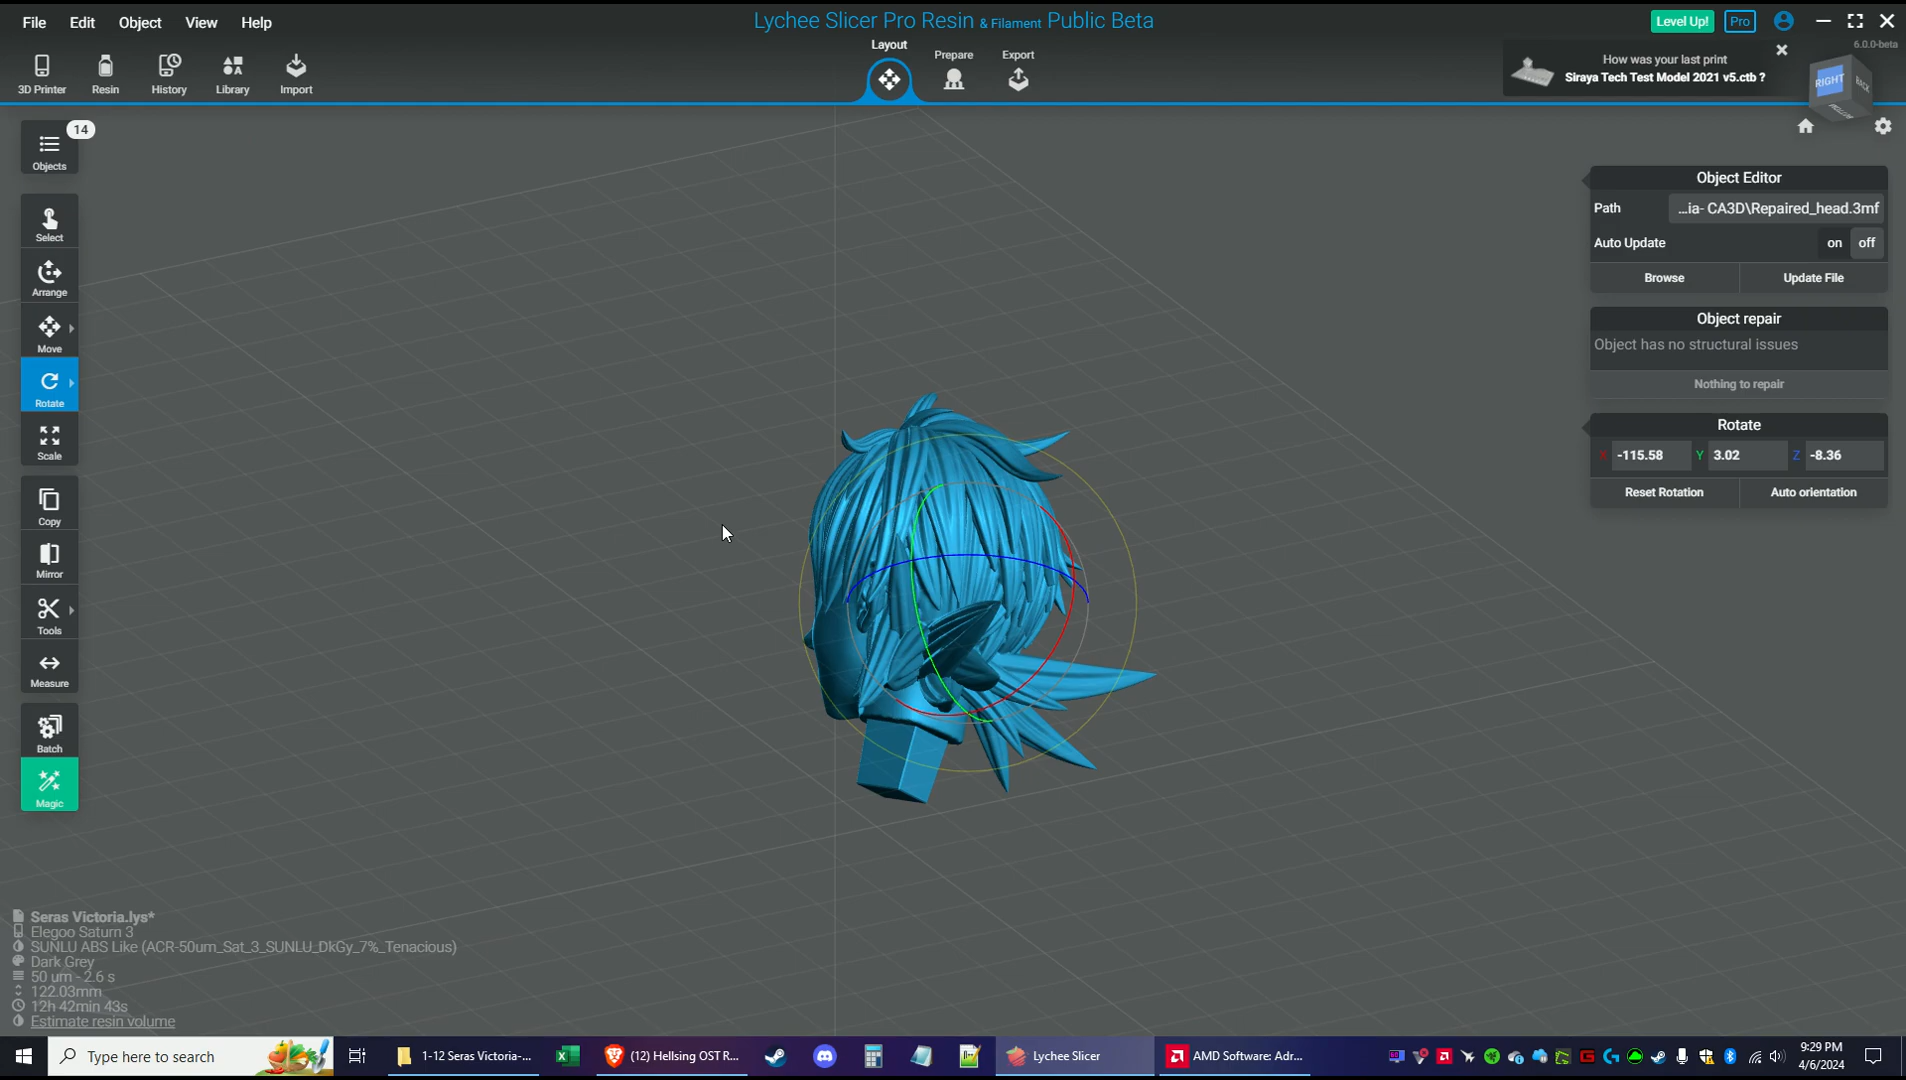 File Edit Object View Help
Lychee Slicer Pro Resin & Filament Public Beta
Level Up! Pro
6.0.0-beta
3D Printer Resin History Library Import
Layout Prepare Export
How was your last print
Siraya Tech Test Model 2021 v5.ctb ?
RIGHT BACK BOTTOM
14
Objects
Select
Arrange
Move
Rotate
Scale
Copy
Mirror
Tools
Measure
Batch
Magic
Object Editor
Path ...ia- CA3D\Repaired_head.3mf
Auto Update on off
Browse Update File
Object repair
Object has no structural issues
Nothing to repair
Rotate
X -115.58 Y 3.02 Z -8.36
Reset Rotation Auto orientation
Seras Victoria.lys*
Elegoo Saturn 3
SUNLU ABS Like (ACR-50um_Sat_3_SUNLU_DkGy_7%_Tenacious)
Dark Grey
50 um - 2.6 s
122.03mm
12h 42min 43s
Estimate resin volume
Type here to search
1-12 Seras Victoria-...
(12) Hellsing OST R...
Lychee Slicer
AMD Software: Adr...
9:29 PM
4/6/2024